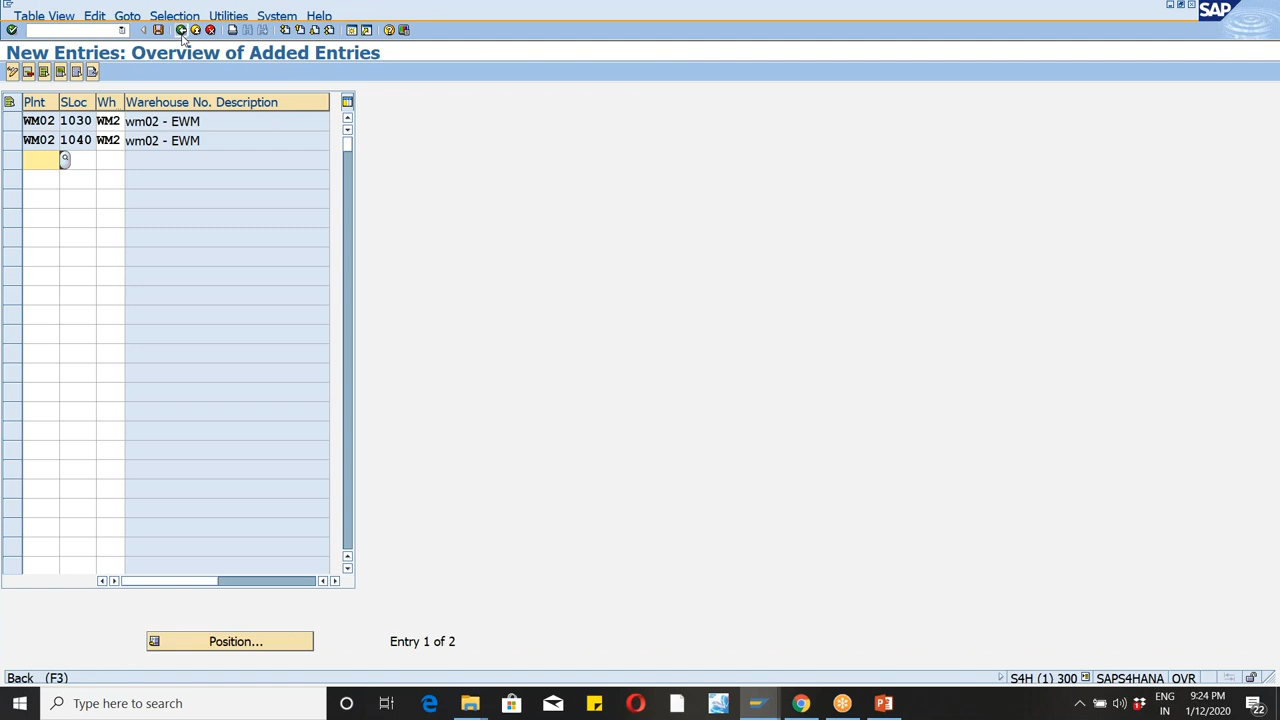 Table View Edit Goto Selection Utilities System Help
SAP
New Entries: Overview of Added Entries
Plnt SLoc Wh.. Warehouse No. Description
WM02 1030 WM2 wm02 - EWM
WM02 1040 WM2 wm02 - EWM
Position... Entry 1 of 2
Back (F3) S4H (1) 300 SAPS4HANA OVR
Type here to search
ENG 9:24 PM
IN 1/12/2020 22